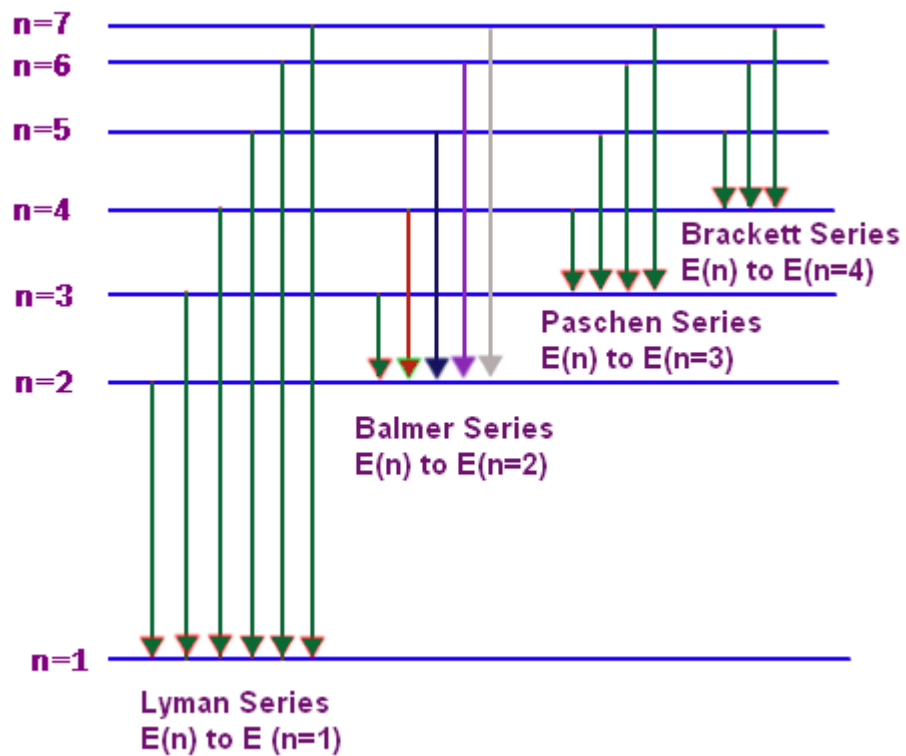 n=7
n=6
n=5
n=4
n=3
n=2
n=1
Brackett Series
E(n) to E(n=4)
Paschen Series
E(n) to E(n=3)
Balmer Series
E(n) to E(n=2)
Lyman Series
E(n) to E (n=1)